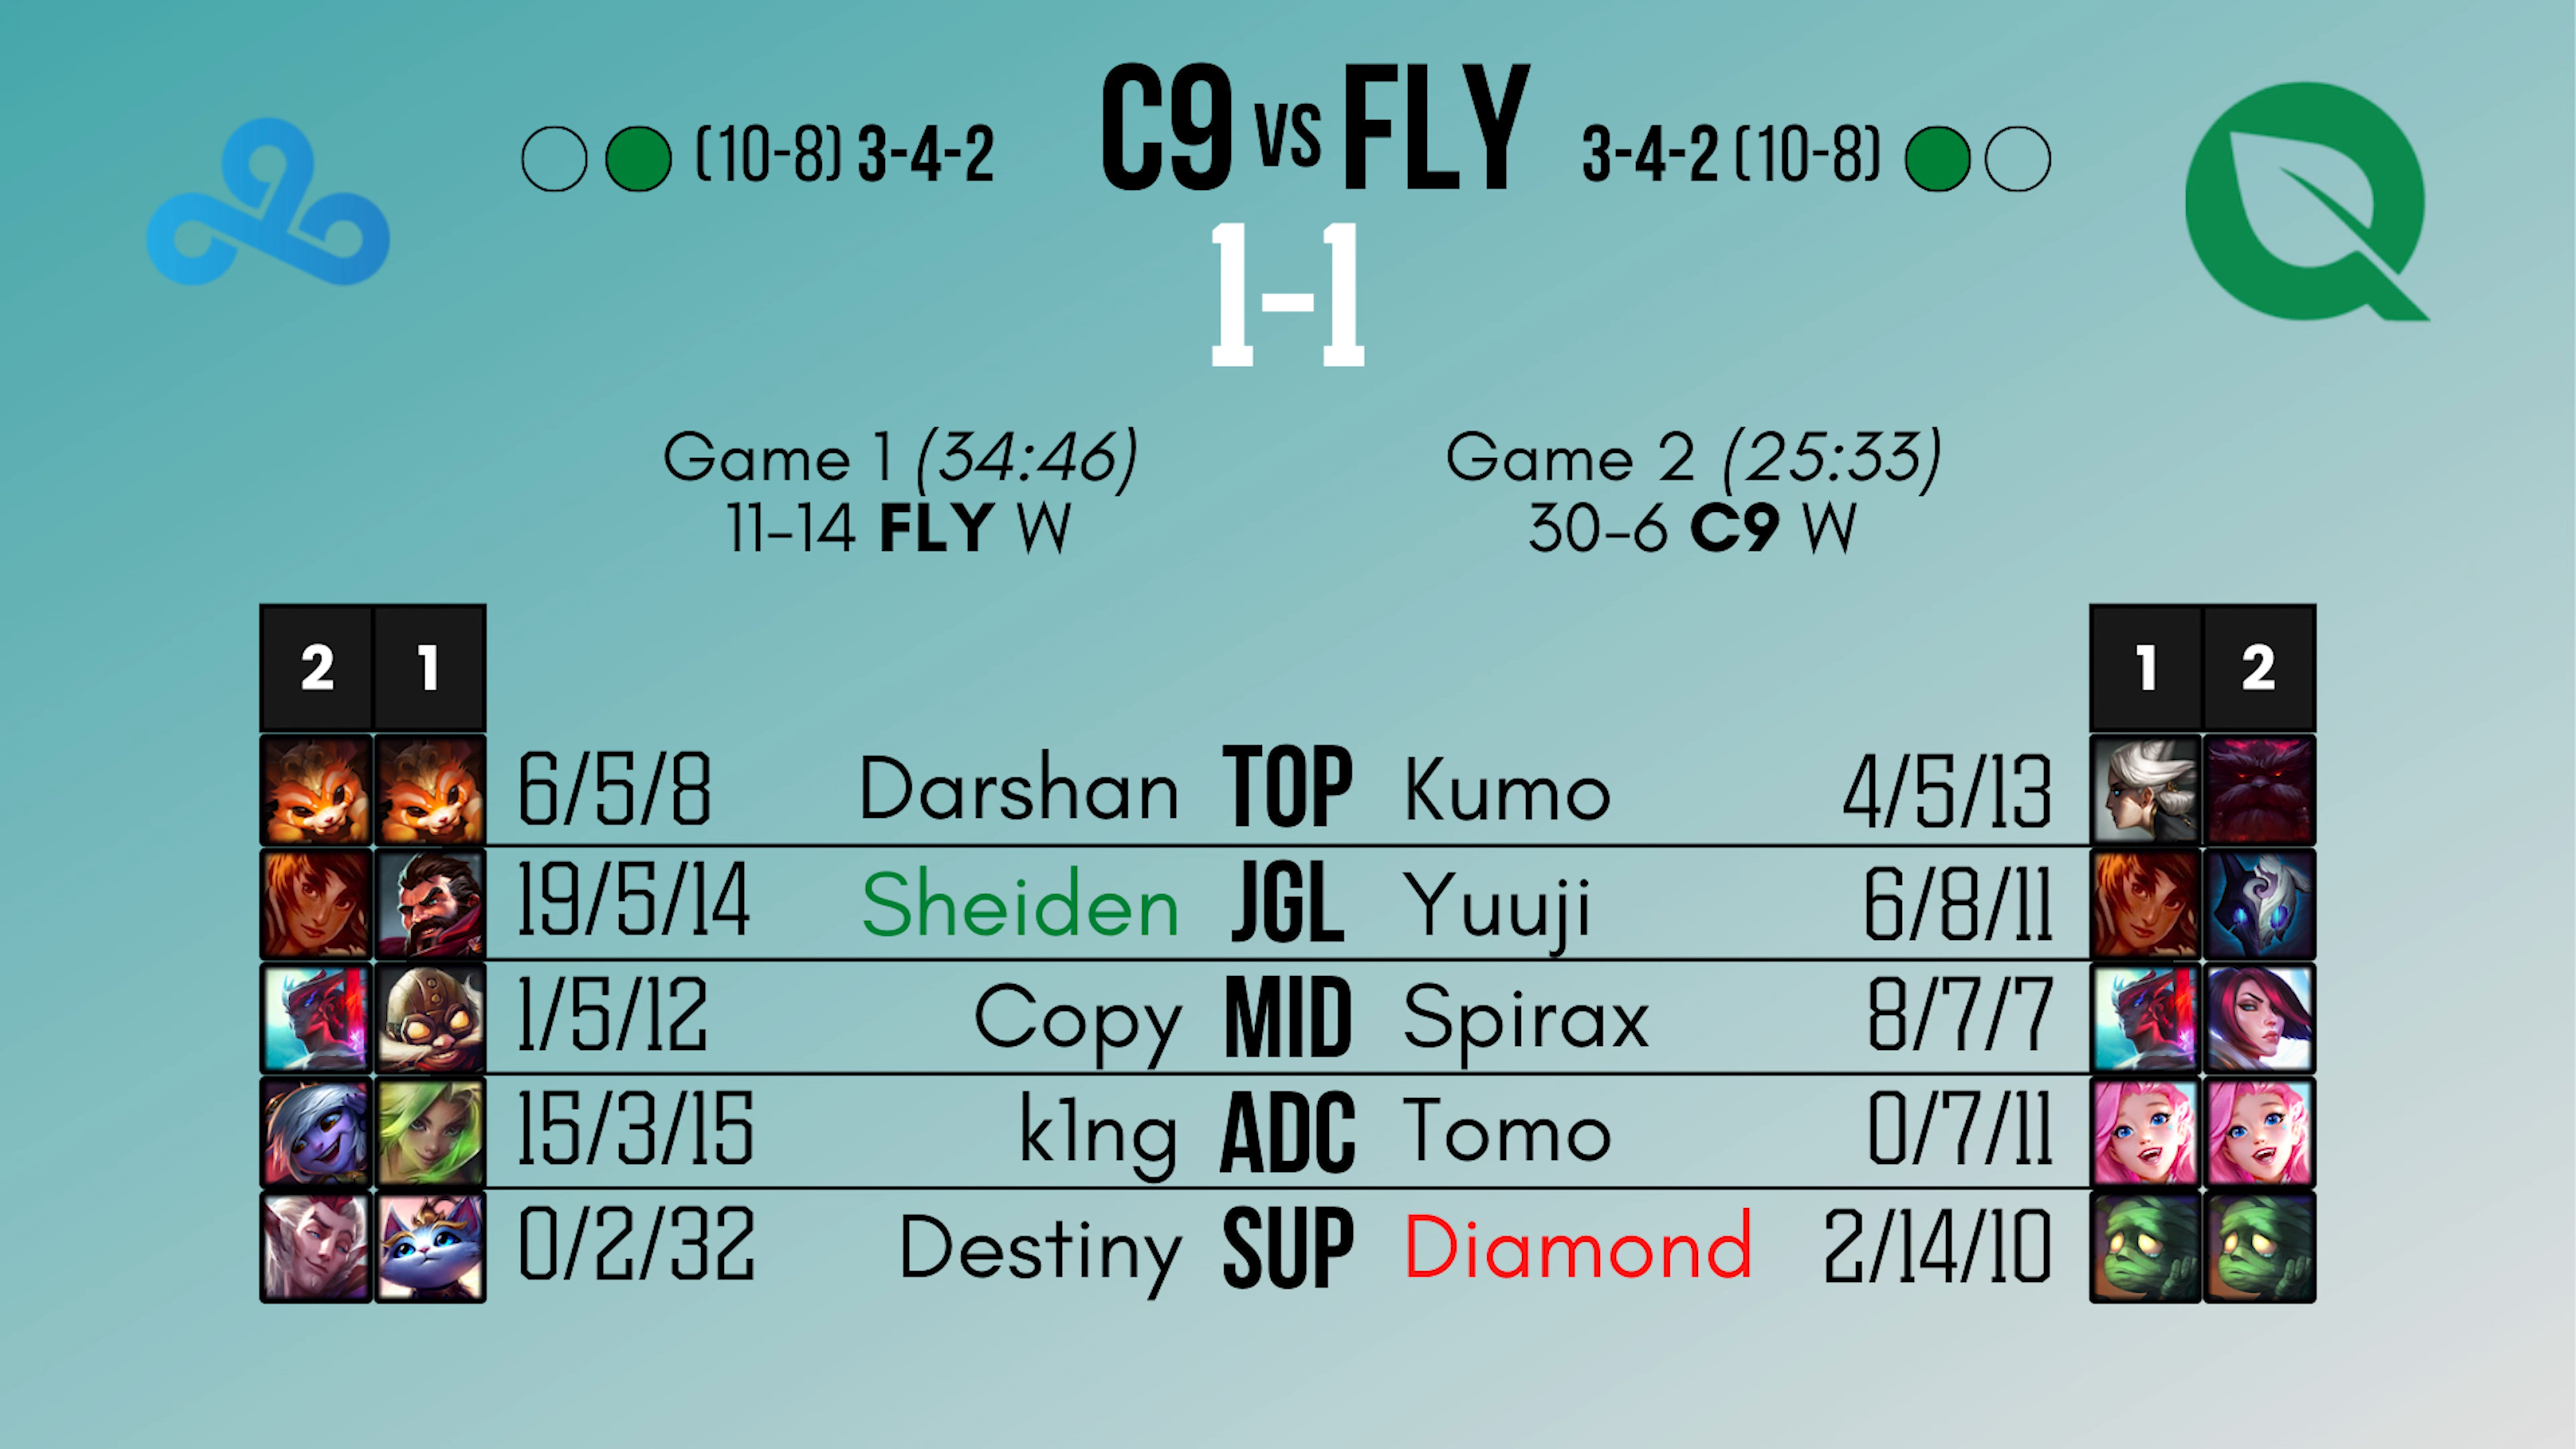 C9 VS FLY
(10-8) 3-4-2
3-4-2 (10-8)
1-1
Game 1 (34:46)
11-14 FLY W
Game 2 (25:33)
30-6 C9 W
2 1
1 2
6/5/8 Darshan TOP Kumo 4/5/13
19/5/14 Sheiden JGL Yuuji 6/8/11
1/5/12 Copy MID Spirax 8/7/7
15/3/15 k1ng ADC Tomo 0/7/11
0/2/32 Destiny SUP Diamond 2/14/10